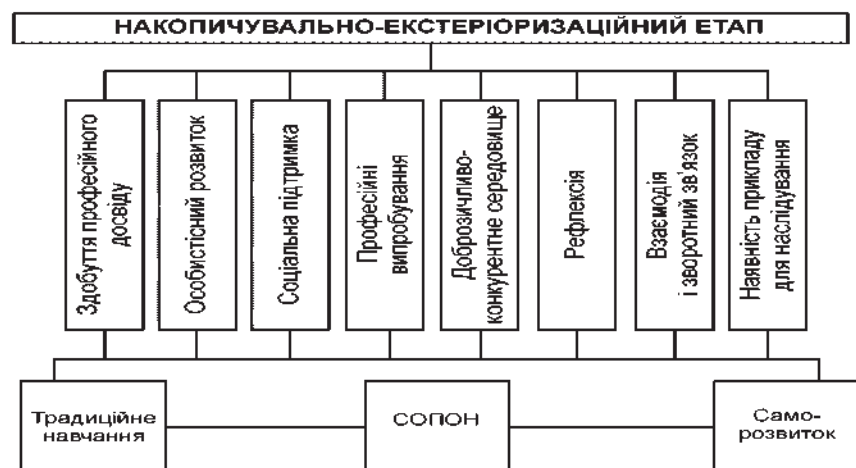 НАКОПИЧУВАЛЬНО-ЕКСТЕРІОРИЗАЦІЙНИЙ ЕТАП
Здобуття професійного
досвіду
Особистісний розвиток
Соціальна підтримка
Професійні
випробування
Доброзичливо-
конкурентне середовище
Рефлексія
Взаємодія
і зворотний зв'язок
Наявність прикладу
для наслідування
Традиційне
навчання
СОПОН
Само-
розвиток